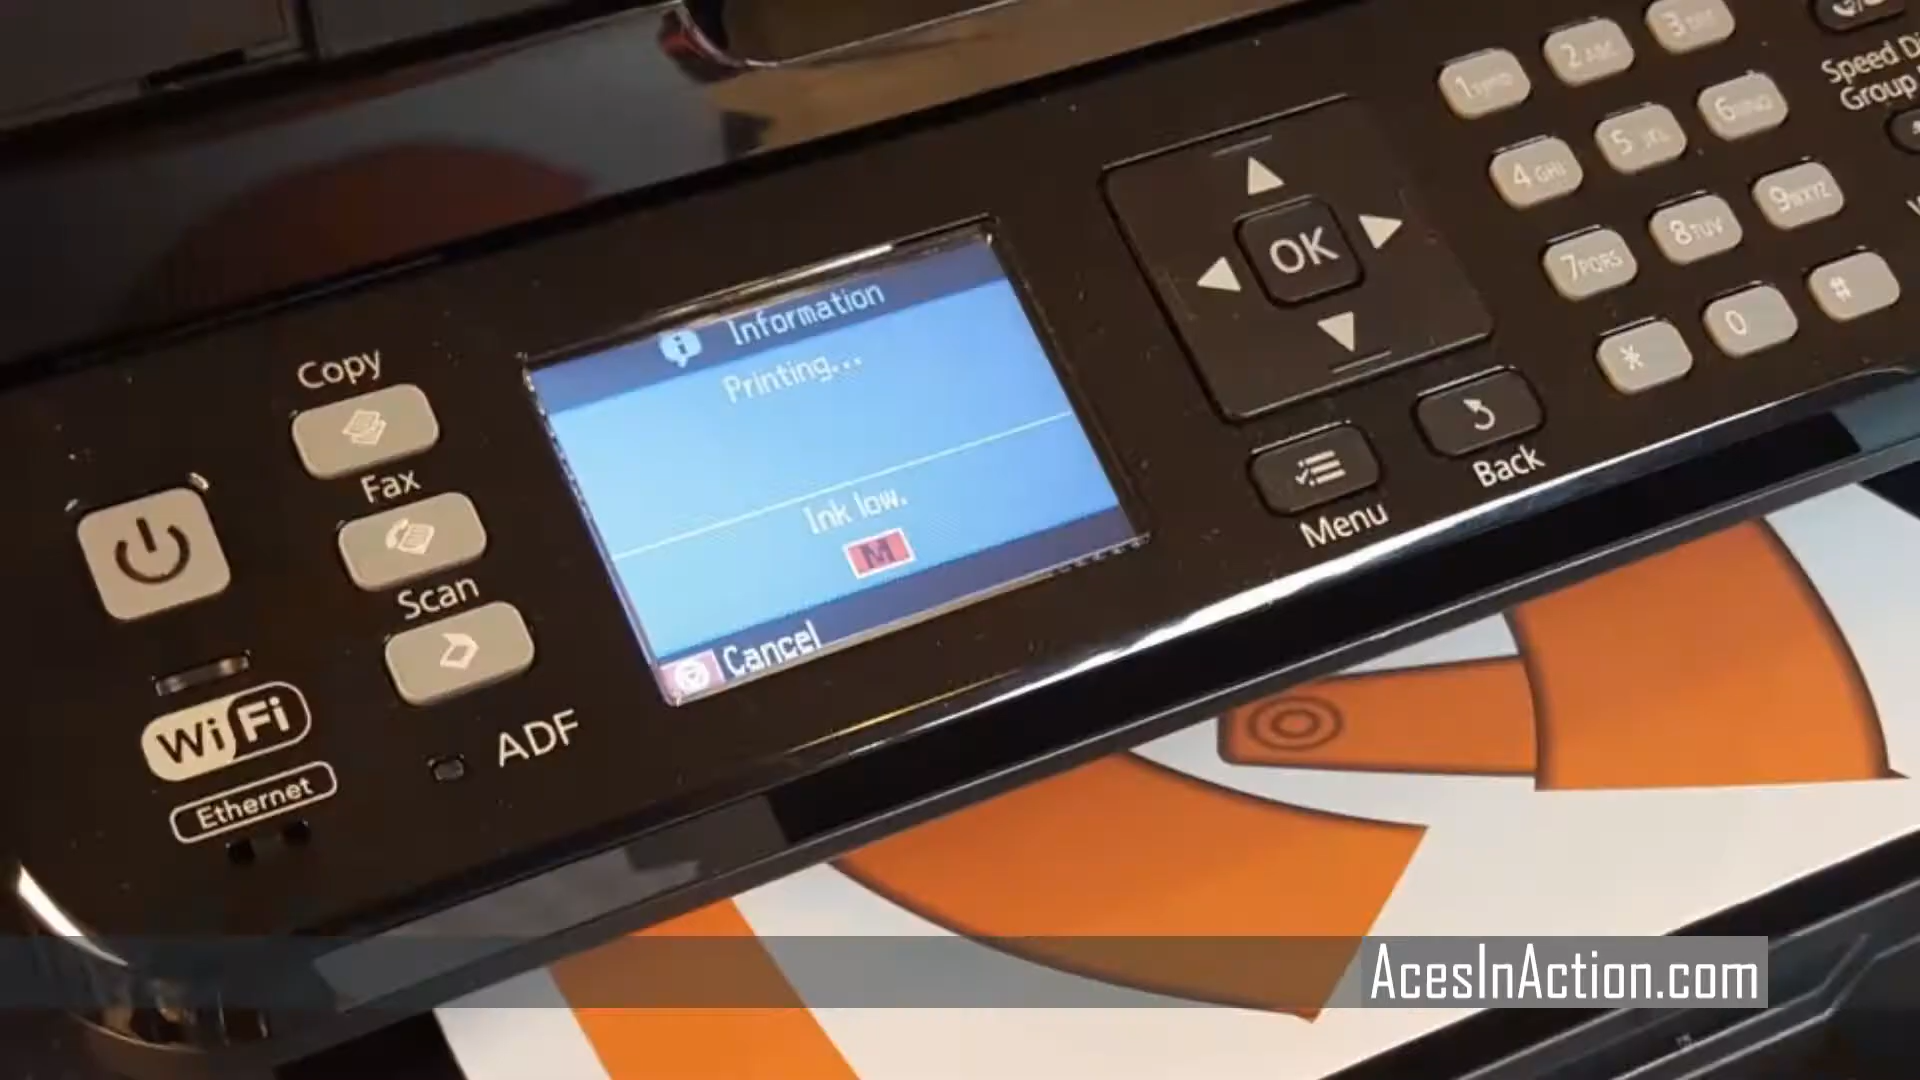 Information
Printing...
Ink low.
M
Cancel
Copy
Fax
Scan
WiFi
Ethernet
ADF
OK
Menu
Back
1
2 ABC
3
4 GHI
5 JKL
6 MNO
7 PQRS
8 TUV
9 WXYZ
*
0
#
Speed
Group
AcesInAction.com